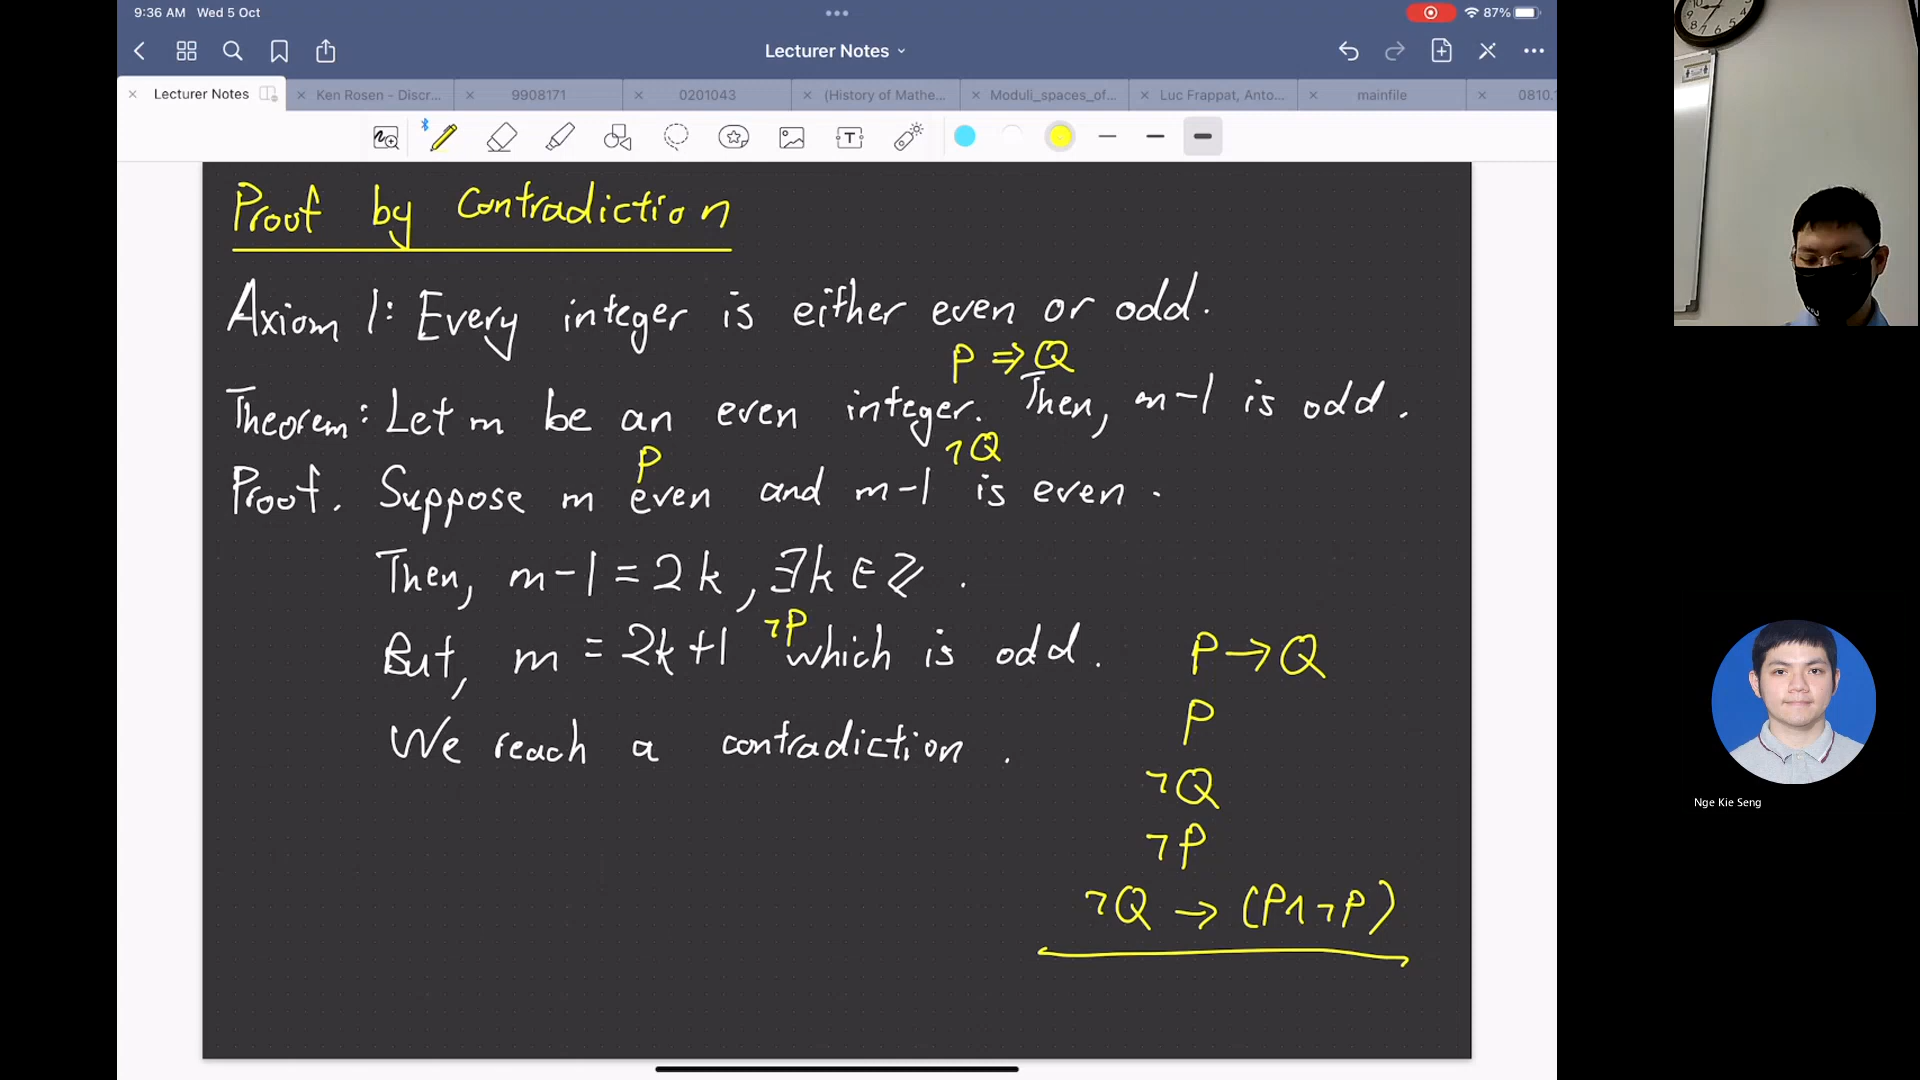 9:36 AM Wed 5 Oct
87%
Lecturer Notes
Lecturer Notes
Ken Rosen - Discr...
9908171
0201043
(History of Mathe...
Moduli_spaces_of...
Luc Frappat, Anto...
mainfile
0810.
Proof by Contradiction
Axiom 1: Every integer is either even or odd.
P ⇒ Q
Theorem: Let m be an even integer. Then, m-1 is odd.
P ¬Q
Proof. Suppose m even and m-1 is even.
Then, m-1 = 2k, ∃k ∈ ℤ.
¬P
But, m = 2k+1 which is odd.
We reach a contradiction.
P → Q
P
¬Q
¬P
¬Q → (P∧¬P)
Nge Kie Seng